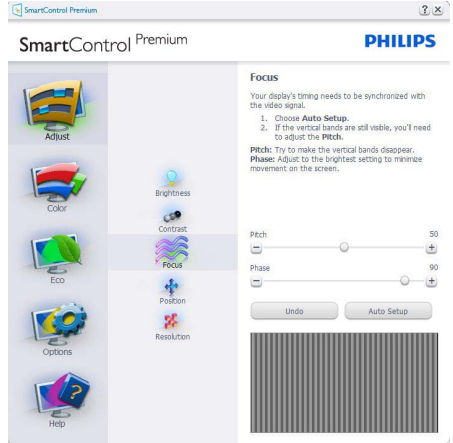 SmartControl Premium
? X
SmartControl Premium
PHILIPS
Adjust
Color
Eco
Options
Help
Brightness
Contrast
Focus
Position
Resolution
Focus
Your display's timing needs to be synchronized with
the video signal.
1. Choose Auto Setup.
2. If the vertical bands are still visible, you'll need
to adjust the Pitch.
Pitch: Try to make the vertical bands disappear.
Phase: Adjust to the brightest setting to minimize
movement on the screen.
Pitch 50
− +
Phase 90
− +
Undo Auto Setup